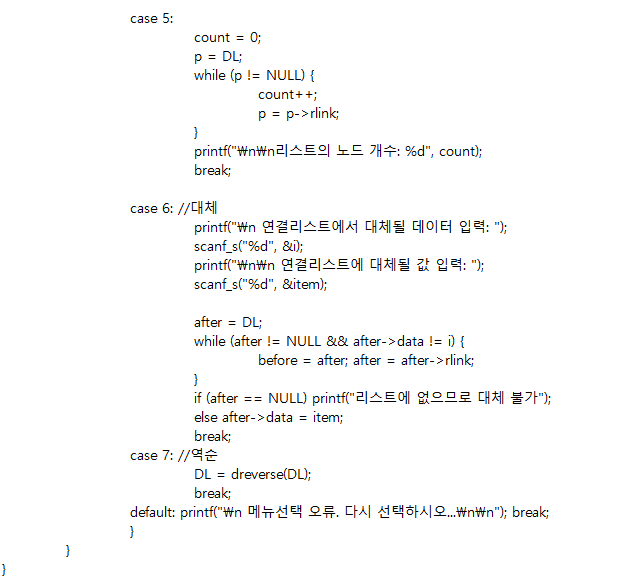 case 5:
count = 0;
p = DL;
while (p != NULL) {
count++;
p = p->rlink;
}
printf("₩n₩n리스트의 노드 개수: %d", count);
break;
case 6: //대체
printf("₩n 연결리스트에서 대체될 데이터 입력: ");
scanf_s("%d", &i);
printf("₩n₩n 연결리스트에 대체될 값 입력: ");
scanf_s("%d", &item);
after = DL;
while (after != NULL && after->data != i) {
before = after; after = after->rlink;
}
if (after == NULL) printf("리스트에 없으므로 대체 불가");
else after->data = item;
break;
case 7: //역순
DL = dreverse(DL);
break;
default: printf("₩n 메뉴선택 오류. 다시 선택하시오...₩n₩n"); break;
}
}
}